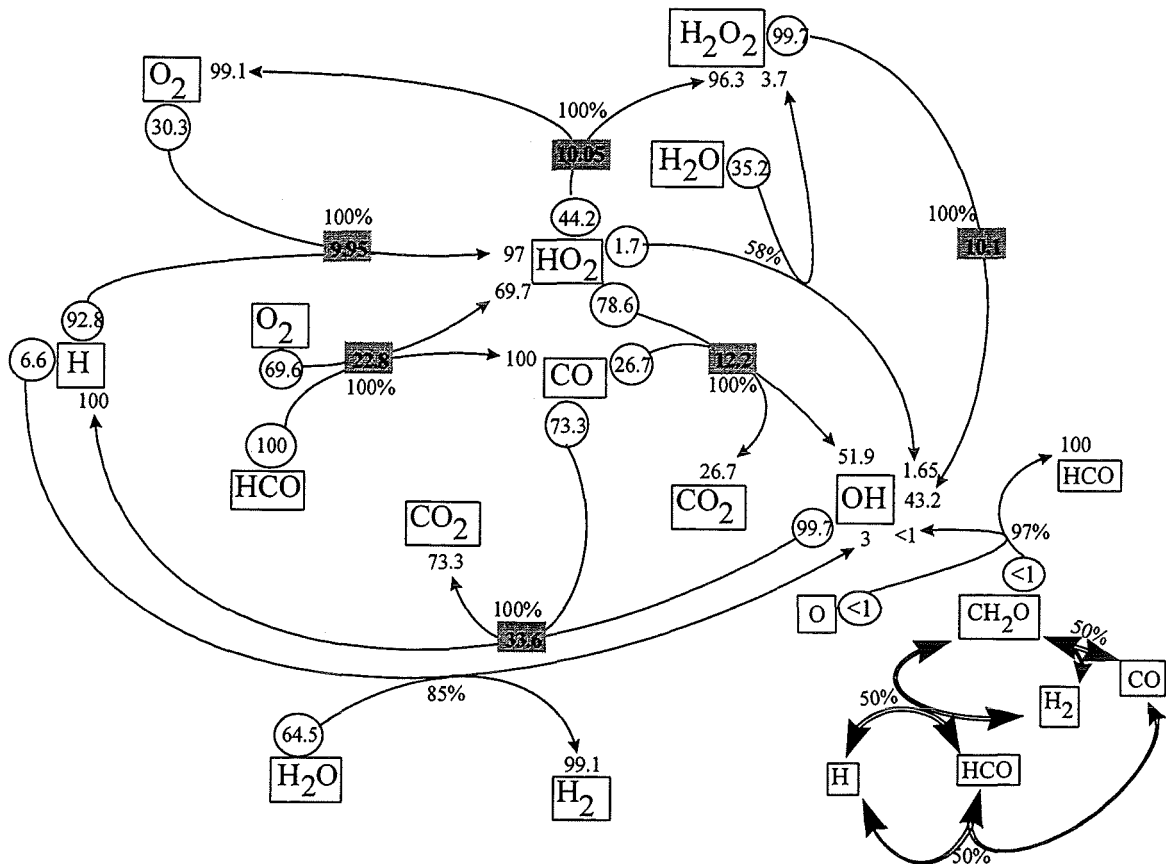 H2O2 99.7
O2 99.1
96.3 3.7
100%
30.3
10.05
H2O 35.2
44.2
100%
100%
9.95
97 HO2 1.7
58%
10.1
69.7
92.8
O2
78.6
6.6 H
22.8
100 CO 26.7
12.2
69.6
100%
100%
100
73.3
100
HCO
51.9
1.65
100
HCO
26.7
CO2
OH 43.2
CO2
73.3
99.7
3 <1
97%
<1
100%
33.6
O <1
CH2O
50%
85%
CO
50%
H2
64.5
H2O
99.1
H2
H
HCO
50%